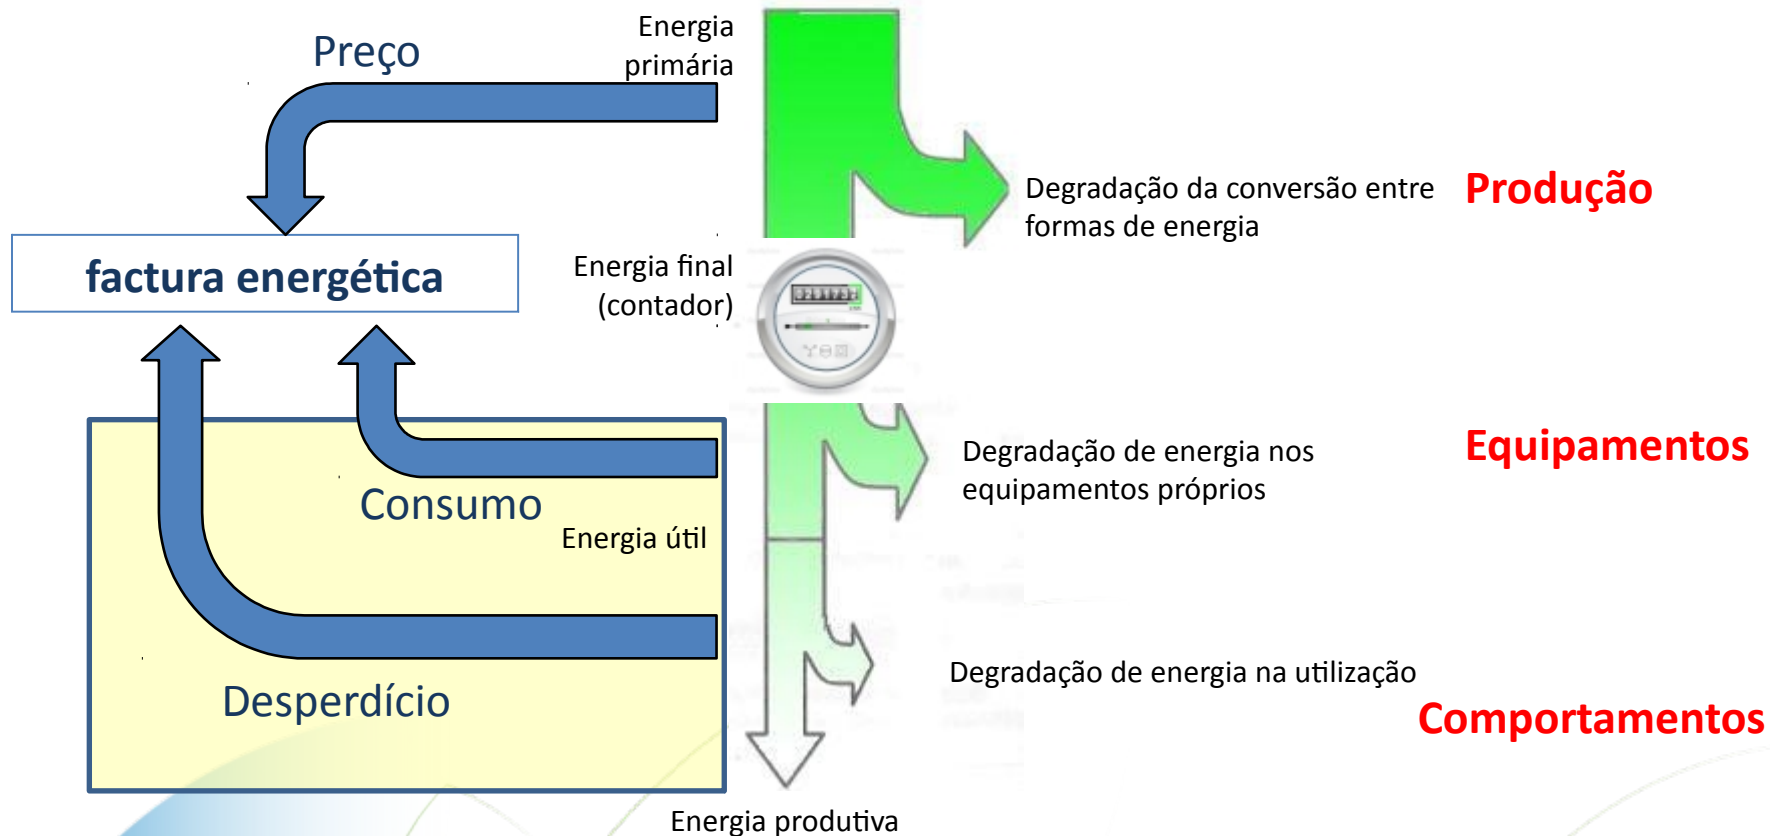 Preço
Energia
primária
Degradação da conversão entre
formas de energia
Produção
factura energética
Energia final
(contador)
Degradação de energia nos
equipamentos próprios
Equipamentos
Consumo
Energia útil
Degradação de energia na utilização
Desperdício
Comportamentos
Energia produtiva